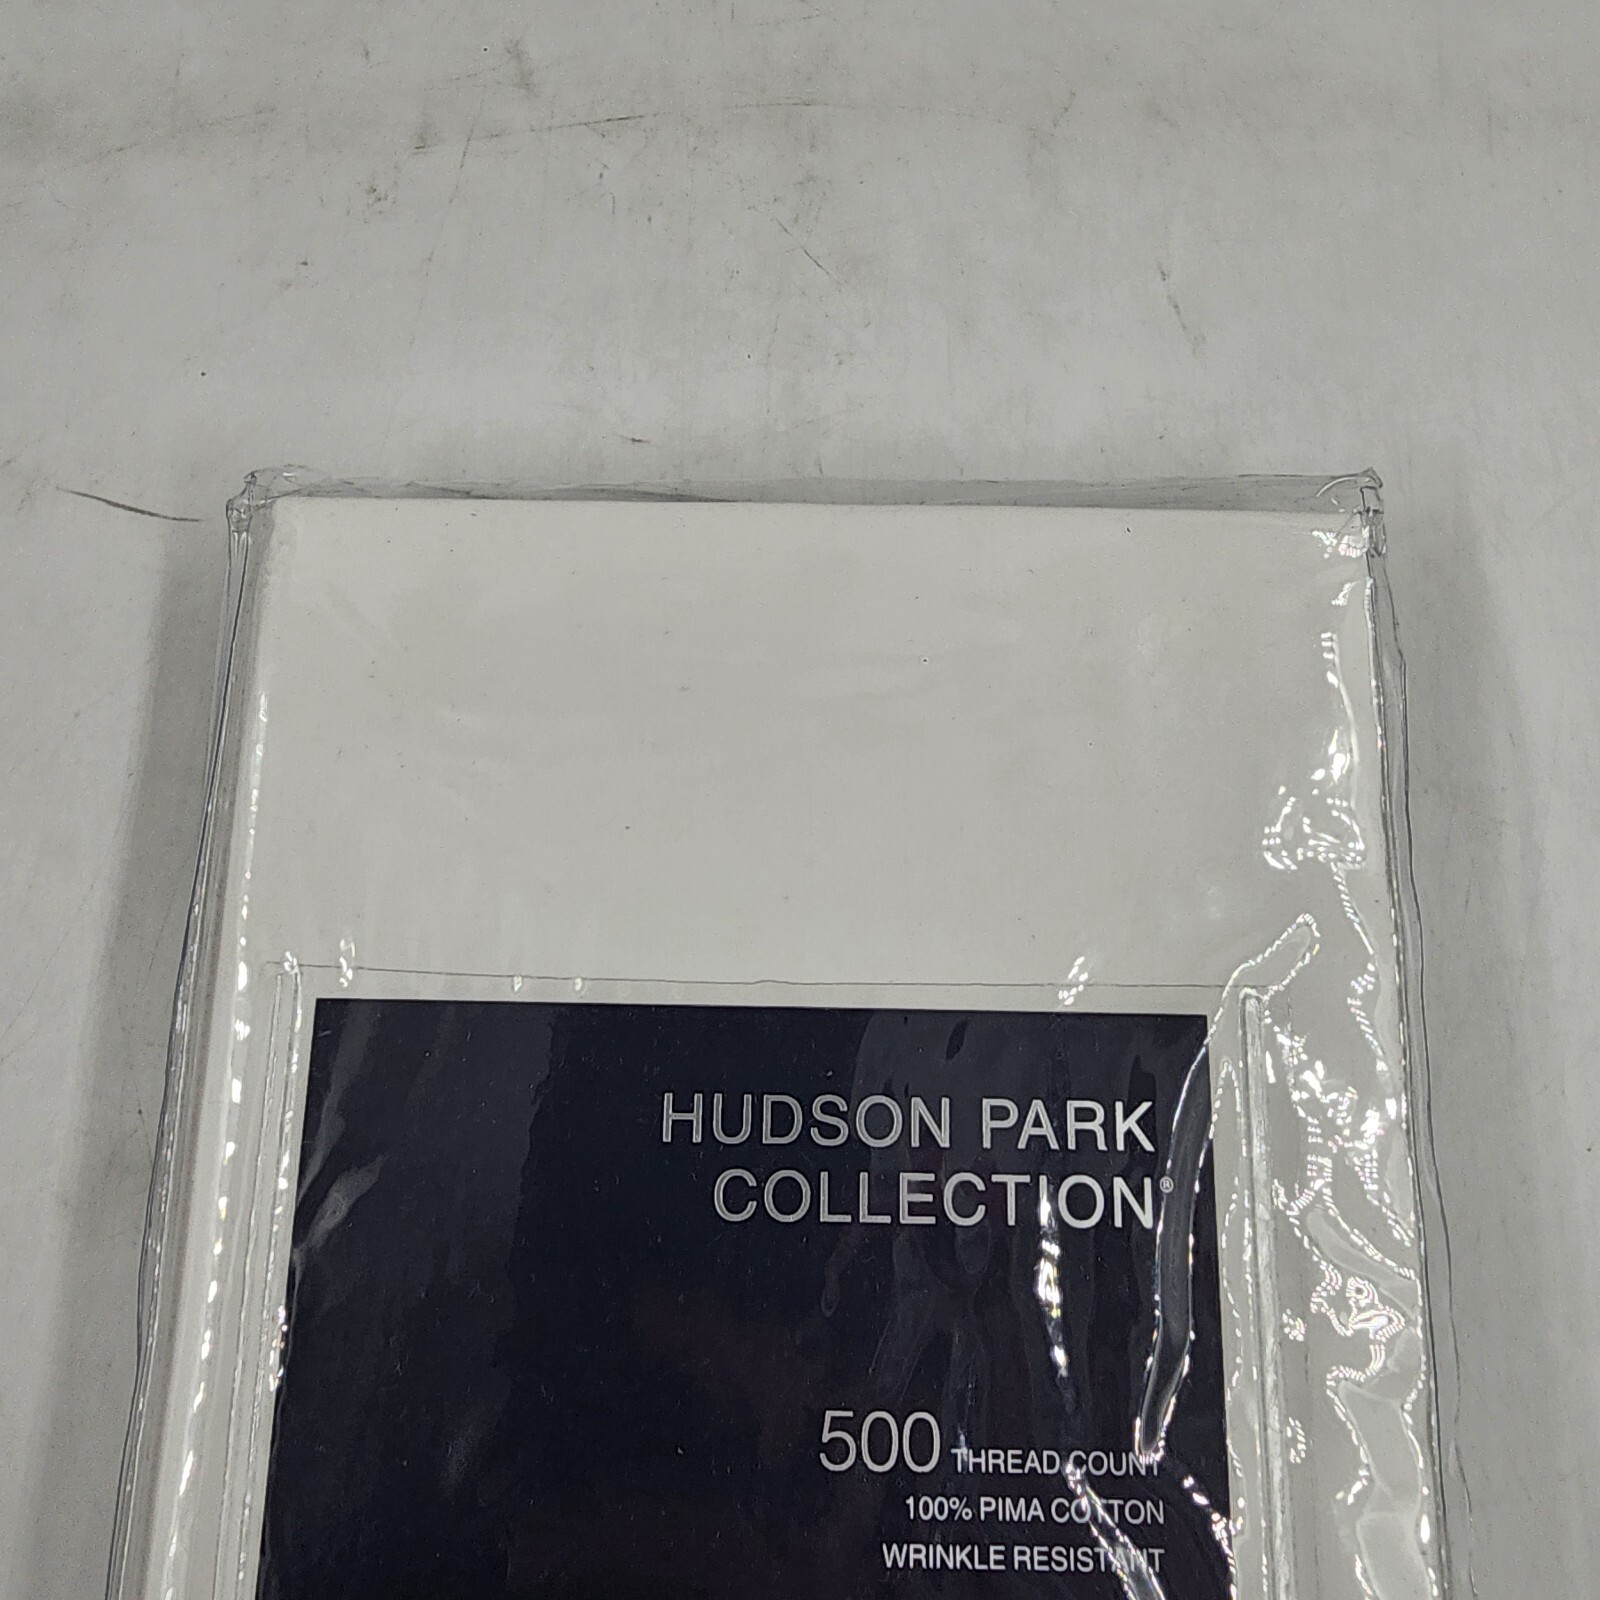 HUDSON PARK
COLLECTION®
500 THREAD COUNT
100% PIMA COTTON
WRINKLE RESISTANT